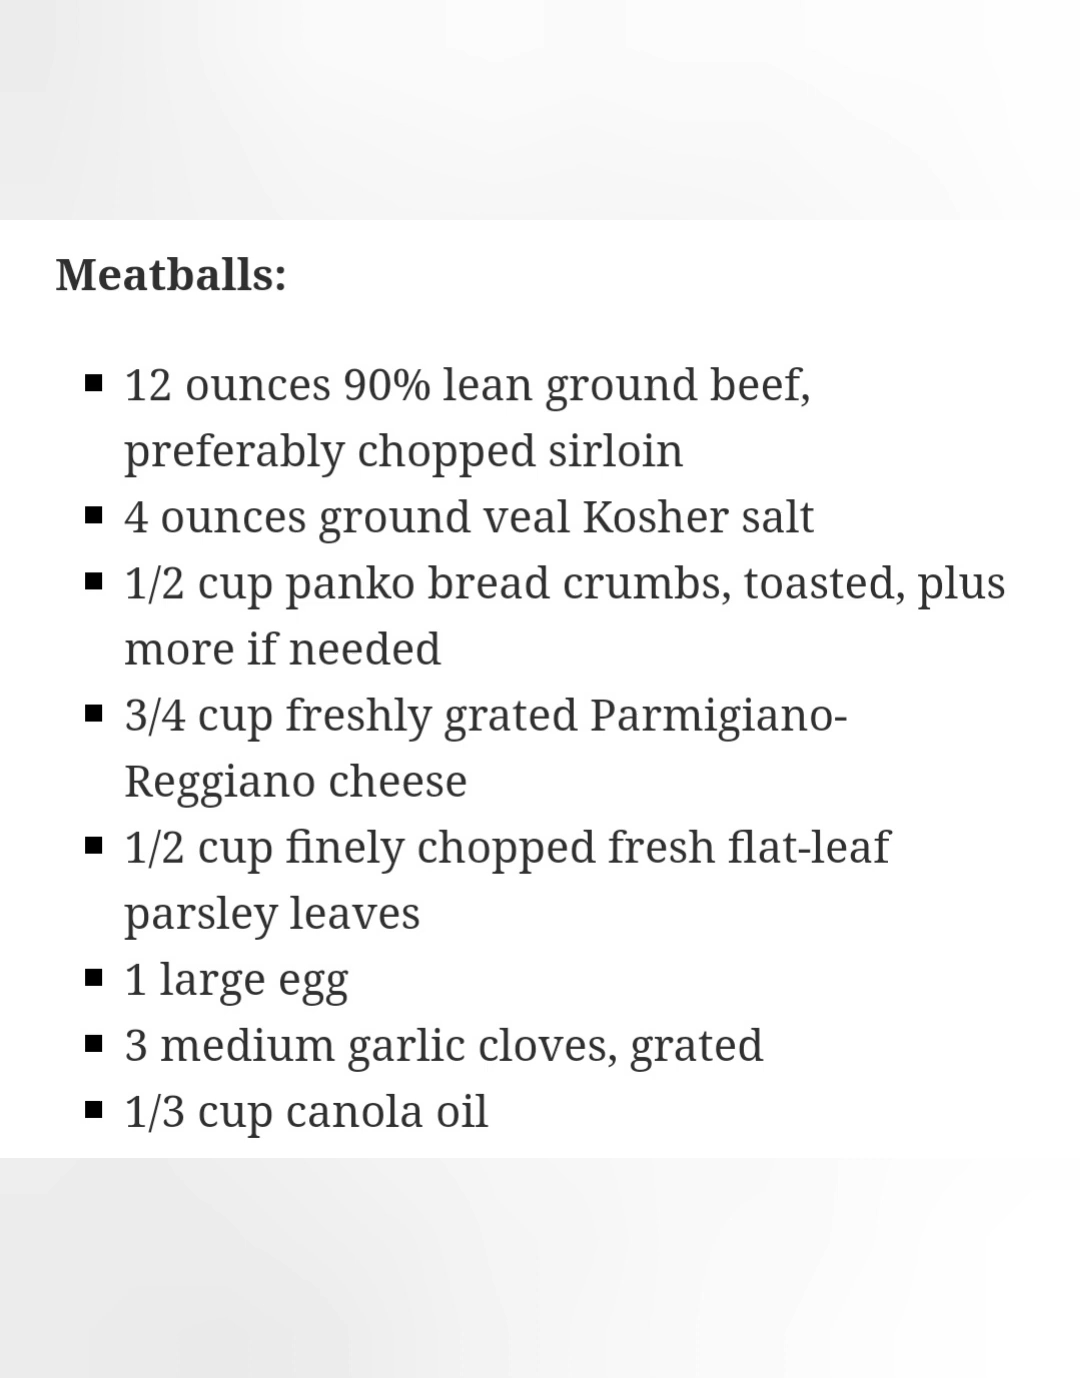 Meatballs:
▪ 12 ounces 90% lean ground beef,
preferably chopped sirloin
▪ 4 ounces ground veal Kosher salt
▪ 1/2 cup panko bread crumbs, toasted, plus
more if needed
▪ 3/4 cup freshly grated Parmigiano-
Reggiano cheese
▪ 1/2 cup finely chopped fresh flat-leaf
parsley leaves
▪ 1 large egg
▪ 3 medium garlic cloves, grated
▪ 1/3 cup canola oil